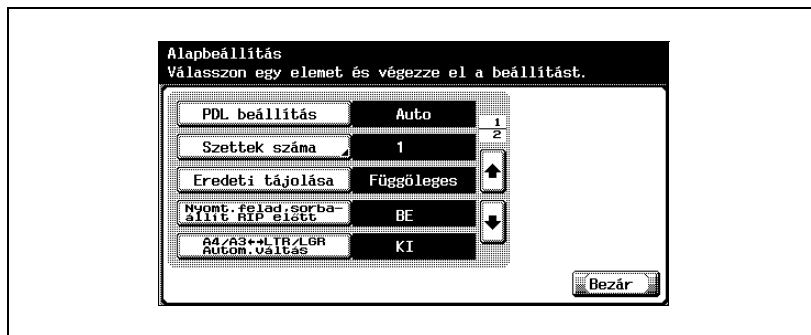 Alapbeállítás
Válasszon egy elemet és végezze el a beállítást.
PDL beállítás Auto
1
2
Szettek száma 1
Eredeti tájolása Függőleges
Nyomt.felad.sorba-
állít RIP előtt BE
A4/A3↔LTR/LGR
Autom.váltás KI
Bezár